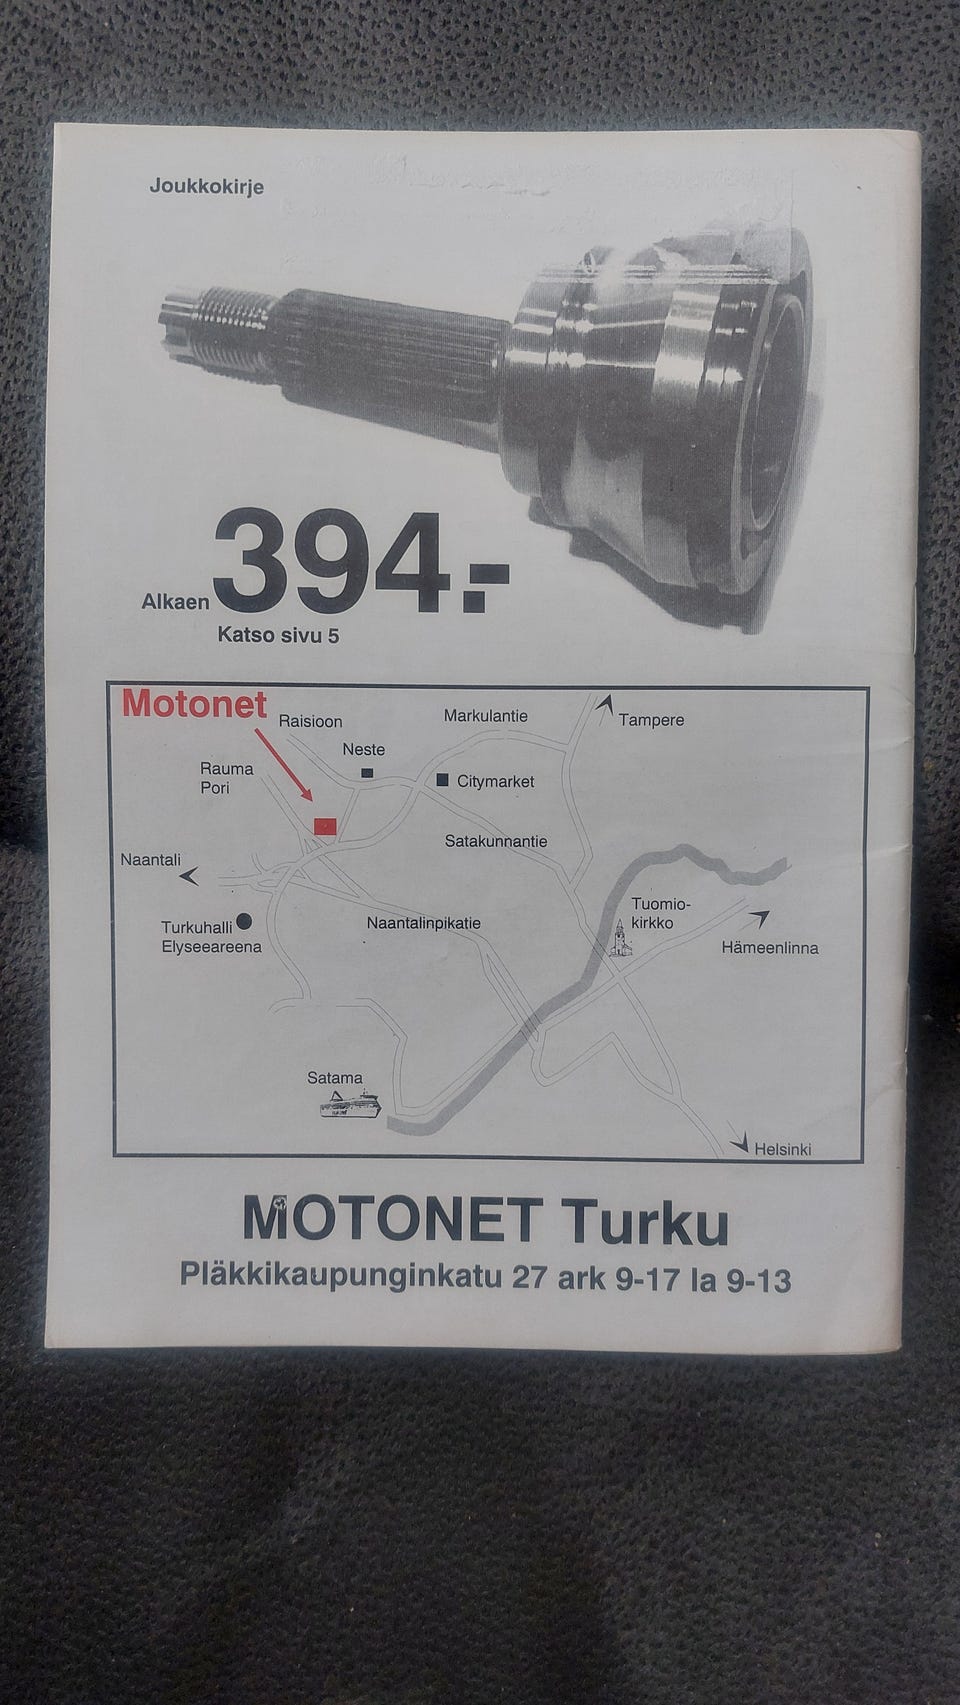 Joukkokirje
Alkaen 394.-
Katso sivu 5
Motonet
Raisioon
Markulantie
Tampere
Neste
Rauma
Pori
Citymarket
Satakunnantie
Naantali
Tuomio-
kirkko
Turkuhalli
Elyseeareena
Naantalinpikatie
Hämeenlinna
Satama
Helsinki
MOTONET Turku
Pläkkikaupunginkatu 27 ark 9-17 la 9-13